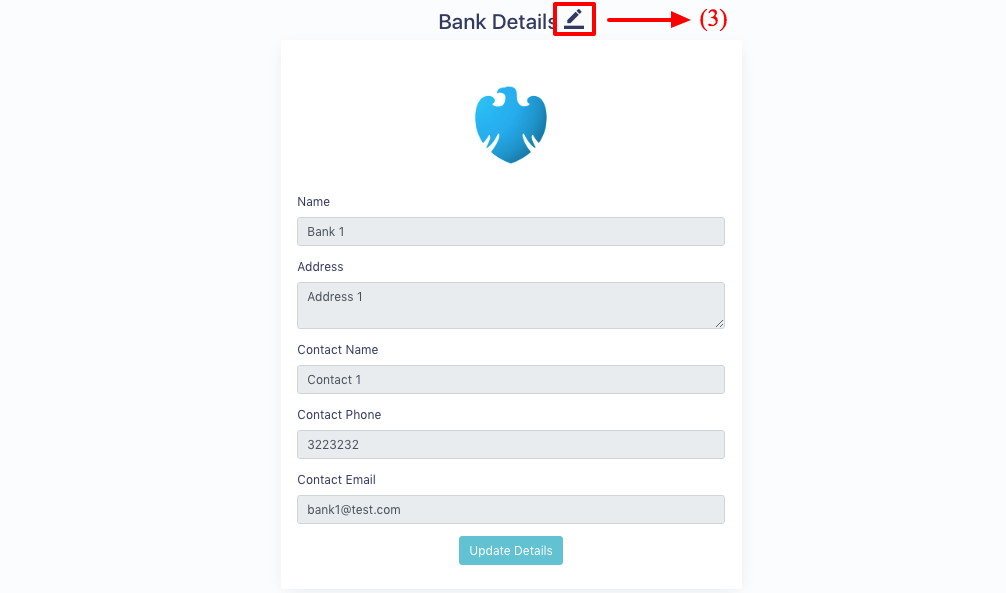 Bank Details (3)
Name
Bank 1
Address
Address 1
Contact Name
Contact 1
Contact Phone
3223232
Contact Email
bank1@test.com
Update Details